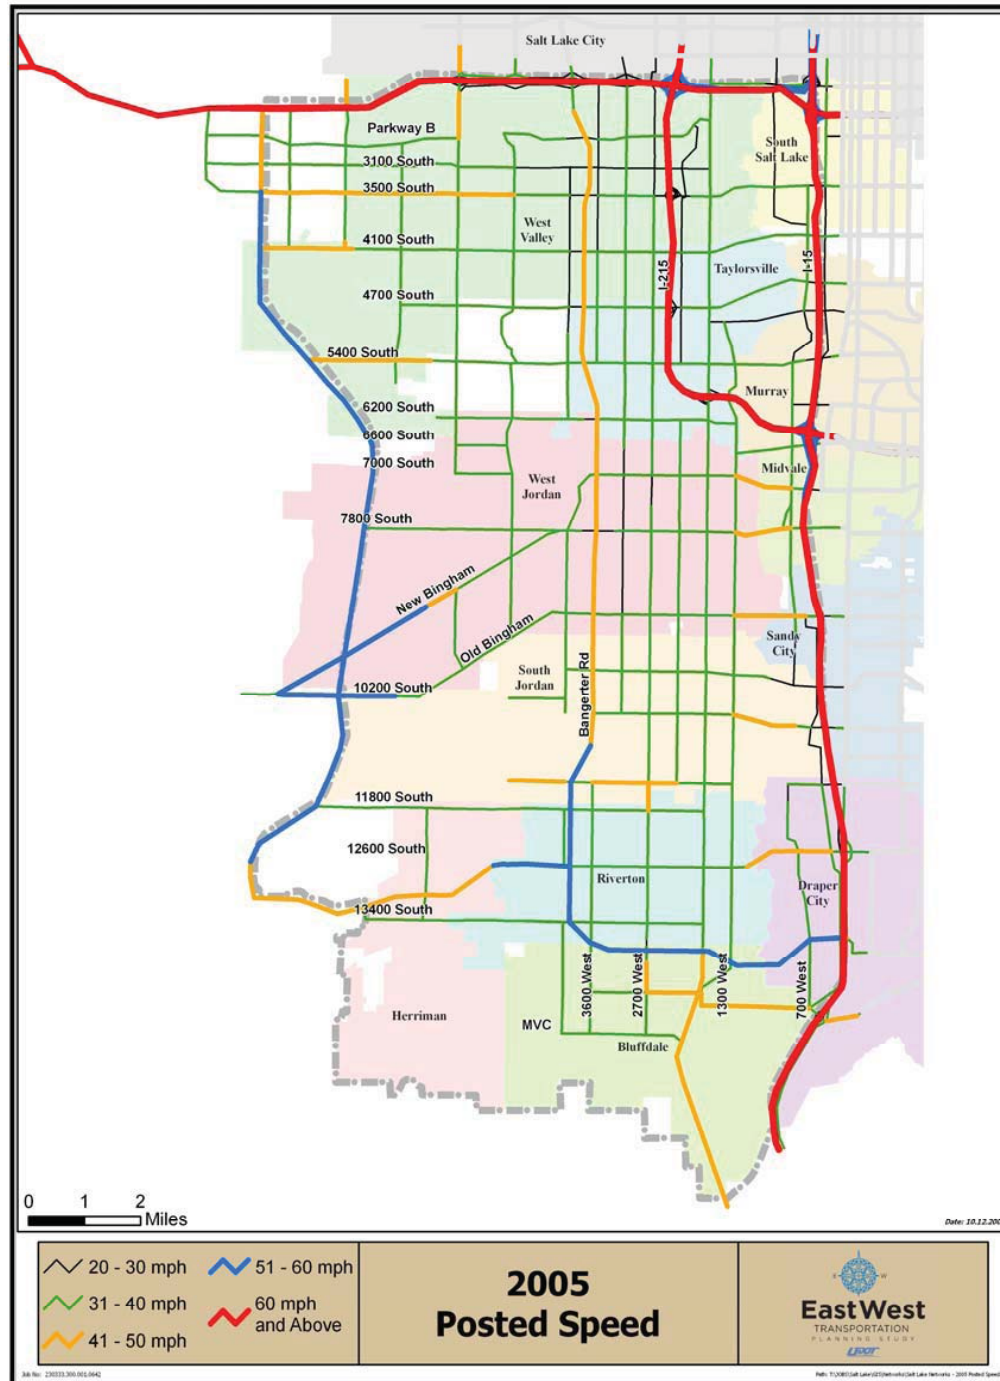 Salt Lake City
Parkway B
South
Salt Lake
3100 South
3500 South
West
Valley
4100 South
Taylorsville
I-215
I-15
4700 South
5400 South
Murray
6200 South
6600 South
7000 South
Midvale
West
Jordan
7800 South
New Bingham
Old Bingham
Sandy
City
South
Jordan
Bangerter Rd
10200 South
11800 South
12600 South
Riverton
Draper
City
13400 South
3600 West
2700 West
1300 West
700 West
Herriman
MVC
Bluffdale
0 1 2
Miles
20 - 30 mph
31 - 40 mph
41 - 50 mph
51 - 60 mph
60 mph
and Above
2005
Posted Speed
E W
EastWest
TRANSPORTATION
PLANNING STUDY
UDOT